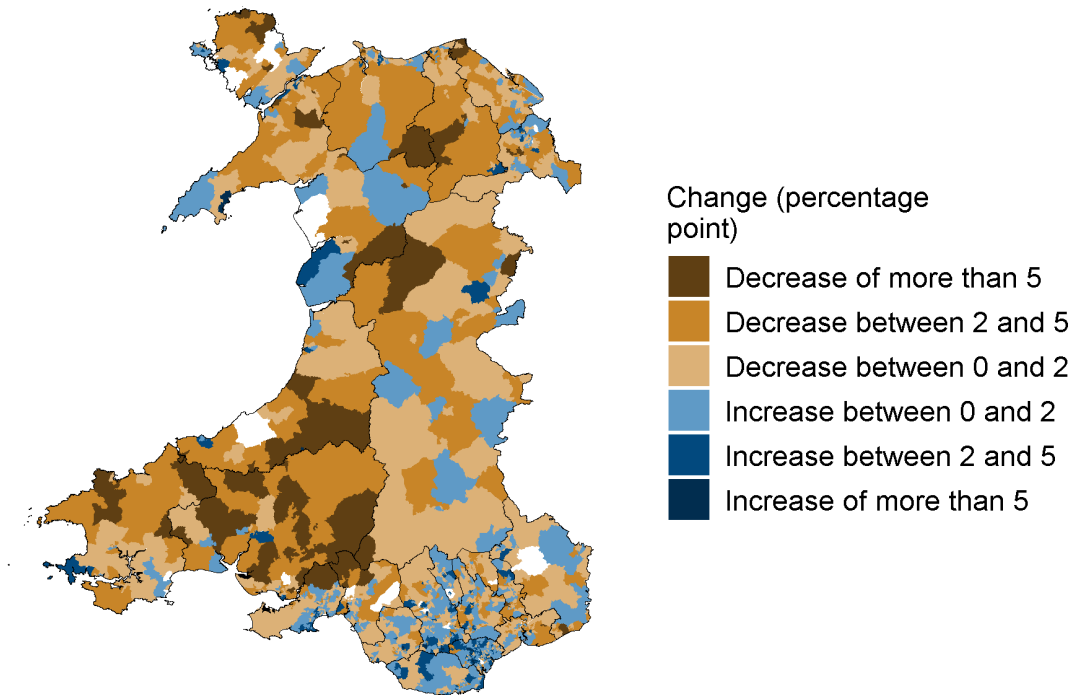 Change (percentage
point)
Decrease of more than 5
Decrease between 2 and 5
Decrease between 0 and 2
Increase between 0 and 2
Increase between 2 and 5
Increase of more than 5